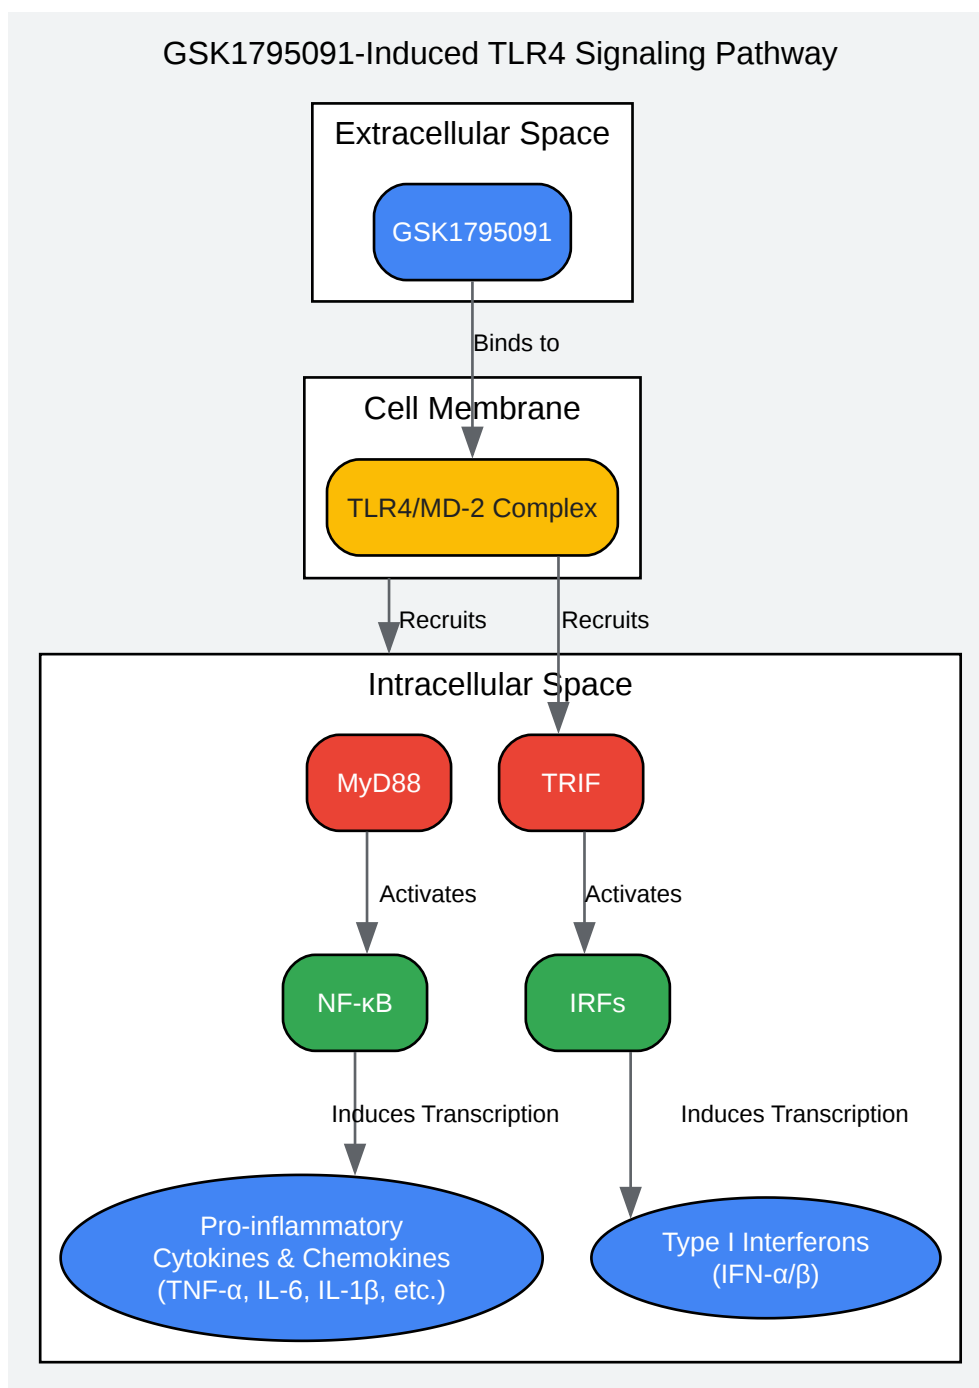 GSK1795091-Induced TLR4 Signaling Pathway
Extracellular Space
GSK1795091
Binds to
Cell Membrane
TLR4/MD-2 Complex
Recruits
Recruits
Intracellular Space
MyD88
TRIF
Activates
Activates
NF-κB
IRFs
Induces Transcription
Induces Transcription
Pro-inflammatory
Cytokines & Chemokines
(TNF-α, IL-6, IL-1β, etc.)
Type I Interferons
(IFN-α/β)